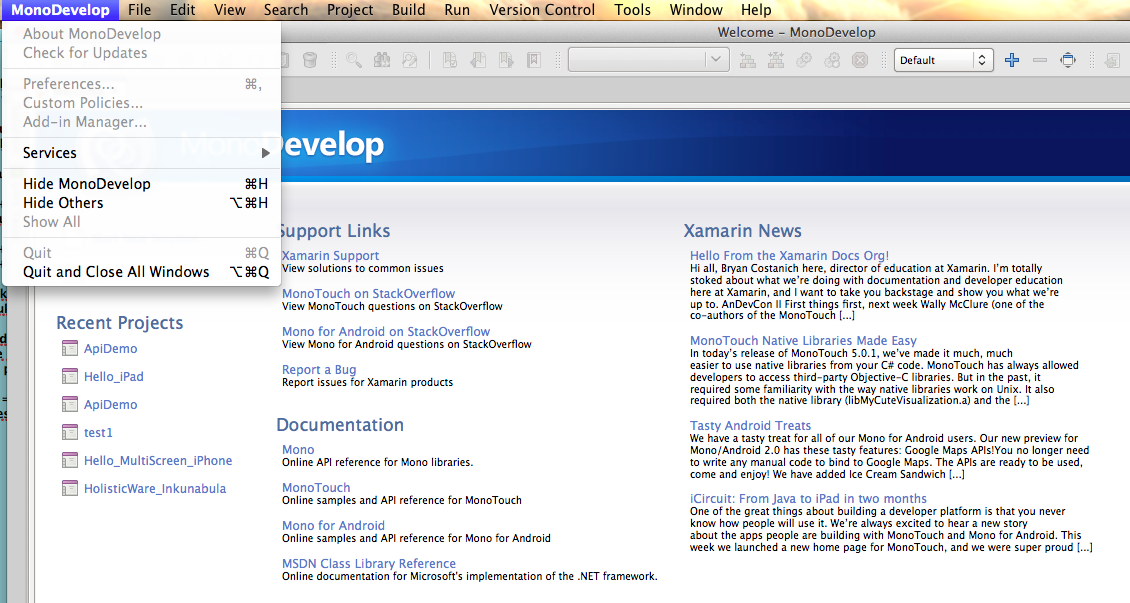 MonoDevelop File Edit View Search Project Build Run Version Control Tools Window Help
Welcome – MonoDevelop
About MonoDevelop
Check for Updates
Preferences... ⌘,
Custom Policies...
Add-in Manager...
Services
Hide MonoDevelop ⌘H
Hide Others ⌥⌘H
Show All
Quit ⌘Q
Quit and Close All Windows ⌥⌘Q
Default
MonoDevelop
Recent Projects
ApiDemo
Hello_iPad
ApiDemo
test1
Hello_MultiScreen_iPhone
HolisticWare_Inkunabula
Support Links
Xamarin Support
View solutions to common issues
MonoTouch on StackOverflow
View MonoTouch questions on StackOverflow
Mono for Android on StackOverflow
View Mono for Android questions on StackOverflow
Report a Bug
Report issues for Xamarin products
Documentation
Mono
Online API reference for Mono libraries.
MonoTouch
Online samples and API reference for MonoTouch
Mono for Android
Online samples and API reference for Mono for Android
MSDN Class Library Reference
Online documentation for Microsoft's implementation of the .NET framework.
Xamarin News
Hello From the Xamarin Docs Org!
Hi all, Bryan Costanich here, director of education at Xamarin. I'm totally
stoked about what we're doing with documentation and developer education
here at Xamarin, and I want to take you backstage and show you what we're
up to. AnDevCon II First things first, next week Wally McClure (one of the
co-authors of the MonoTouch [...]
MonoTouch Native Libraries Made Easy
In today's release of MonoTouch 5.0.1, we've made it much, much
easier to use native libraries from your C# code. MonoTouch has always allowed
developers to access third-party Objective-C libraries. But in the past, it
required some familiarity with the way native libraries work on Unix. It also
required both the native library (libMyCuteVisualization.a) and the [...]
Tasty Android Treats
We have a tasty treat for all of our Mono for Android users. Our new preview for
Mono/Android 2.0 has these tasty features: Google Maps APIs!You no longer need
to write any manual code to bind to Google Maps. The APIs are ready to be used,
come and enjoy! We have added Ice Cream Sandwich [...]
iCircuit: From Java to iPad in two months
One of the great things about building a developer platform is that you never
know how people will use it. We're always excited to hear a new story
about the apps people are building with MonoTouch and Mono for Android. This
week we launched a new home page for MonoTouch, and we were super proud [...]